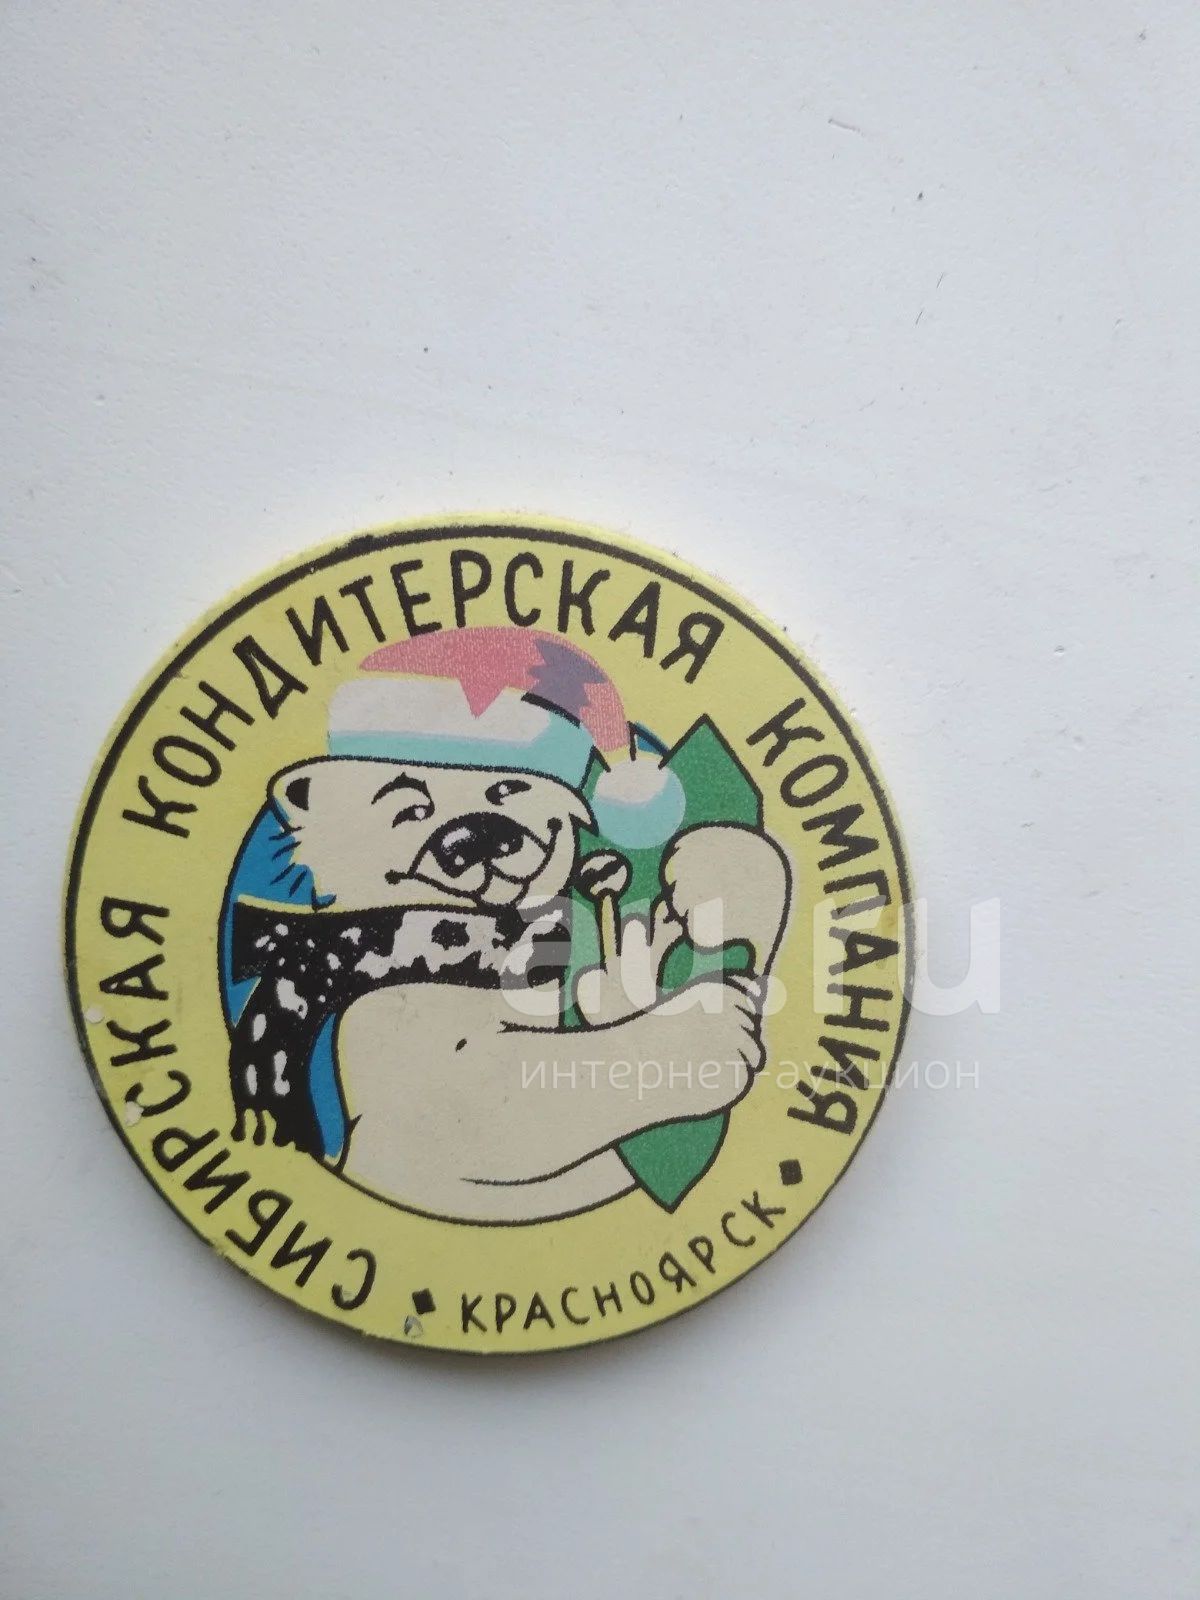 СИБИРСКАЯ КОНДИТЕРСКАЯ КОМПАНИЯ
• КРАСНОЯРСК •
au.ru
интернет-аукцион